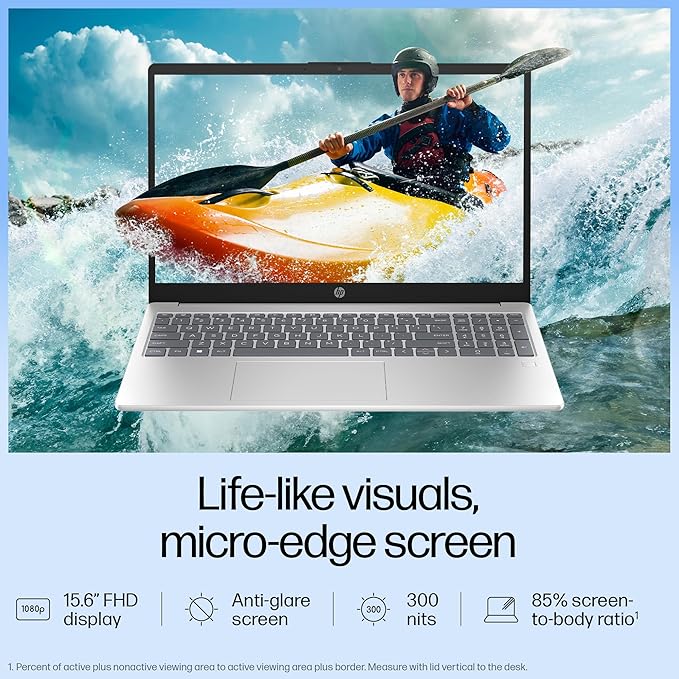 hp
Life-like visuals,
micro-edge screen
1080p
15.6” FHD
display
Anti-glare
screen
300
300
nits
85% screen-
to-body ratio¹
1. Percent of active plus nonactive viewing area to active viewing area plus border. Measure with lid vertical to the desk.